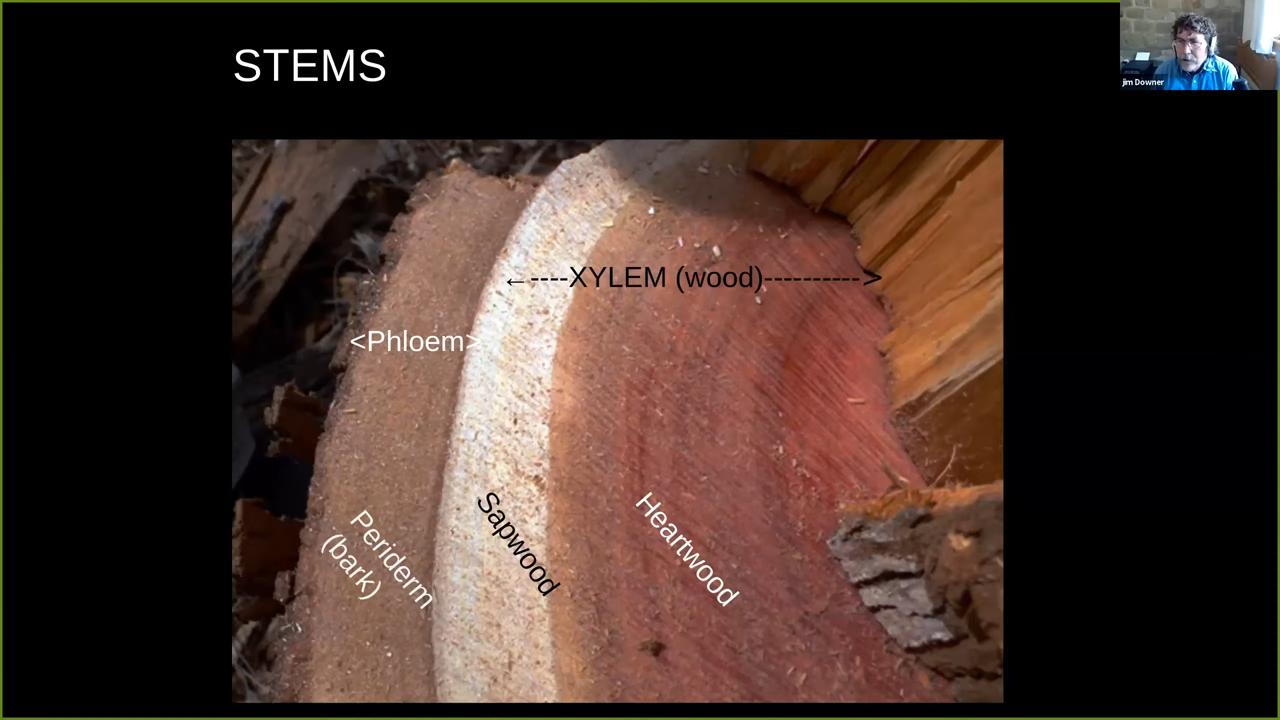 STEMS
jim Downer
←----XYLEM (wood)---------->
<Phloem>
Periderm
(bark)
Sapwood
Heartwood